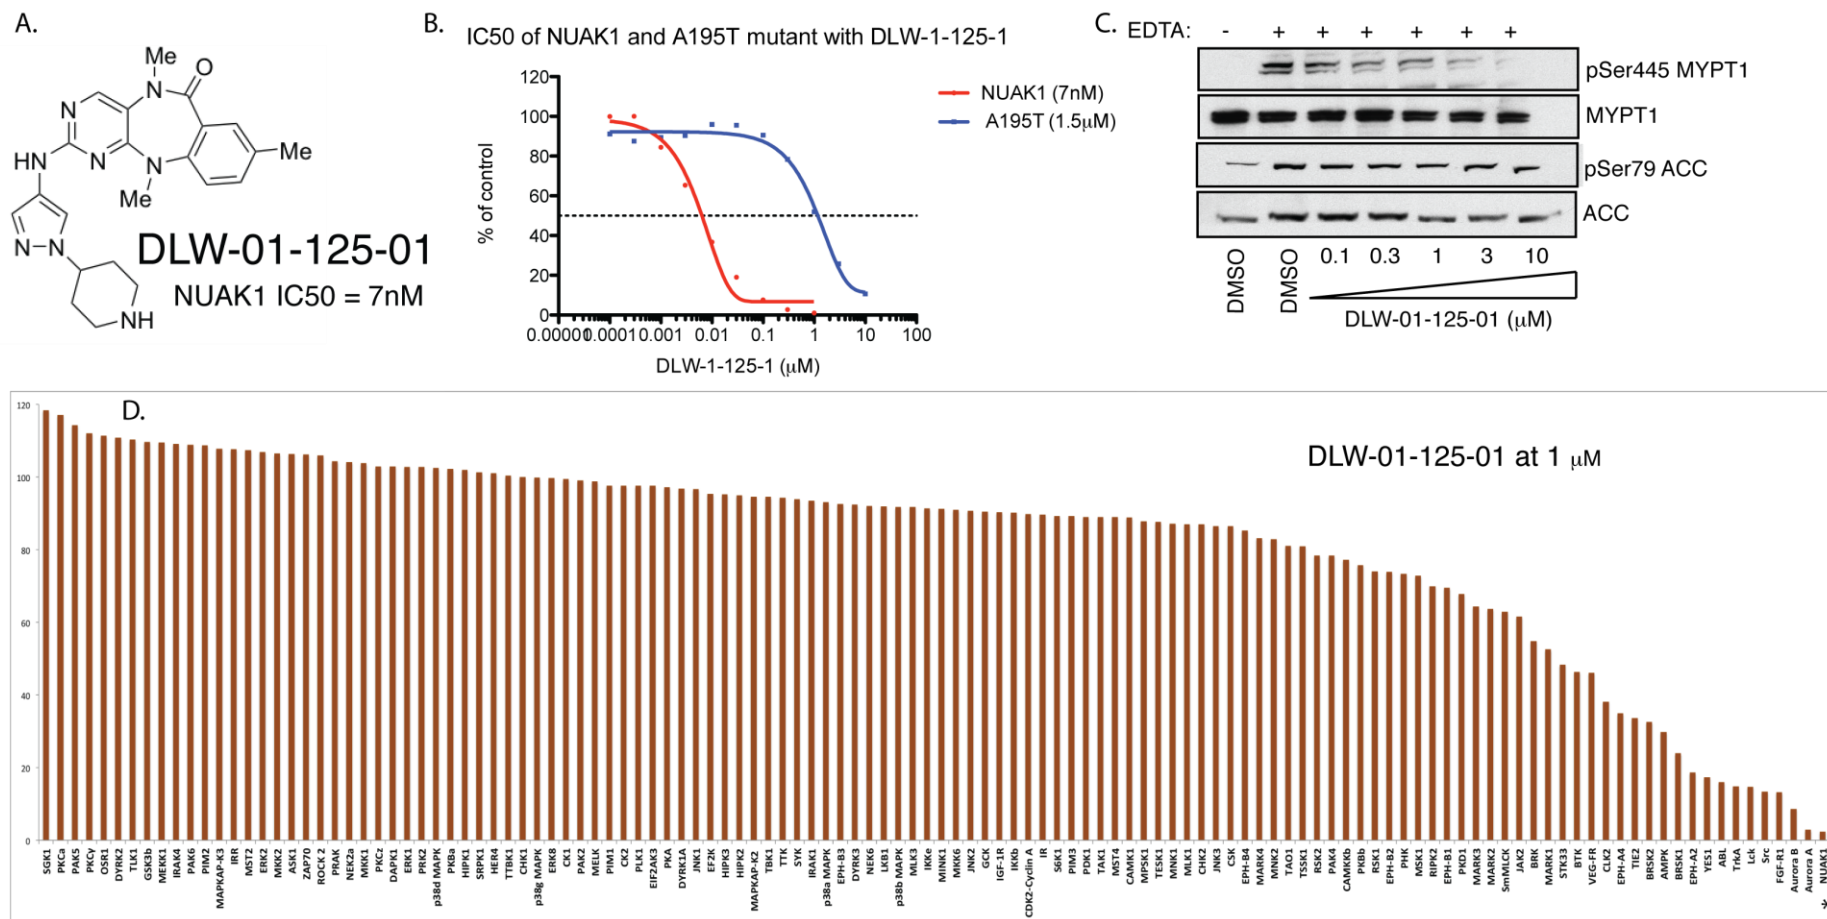 A.
Me
N
O
N
N
N
HN
Me
Me
N
N
NH
DLW-01-125-01
NUAK1 IC50 = 7nM
B.
IC50 of NUAK1 and A195T mutant with DLW-1-125-1
NUAK1 (7nM)
A195T (1.5µM)
% of control
120
100
80
60
40
20
0
0.00001 0.0001 0.001 0.01 0.1 1 10 100
DLW-1-125-1 (µM)
C.
EDTA: - + + + + + +
pSer445 MYPT1
MYPT1
pSer79 ACC
ACC
DMSO DMSO 0.1 0.3 1 3 10
DLW-01-125-01 (µM)
D.
DLW-01-125-01 at 1 µM
120
100
80
60
40
20
0
SGK1
PKCa
PAK5
PKCγ
OSR1
DYRK2
TLK1
GSK3b
MEKK1
IRAK4
PAK6
PIM2
MAPKAP-K3
IRR
MST2
ERK2
MKK2
ASK1
ZAP70
ROCK 2
PRAK
NEK2a
MKK1
PKCz
DAPK1
ERK1
PRK2
p38d MAPK
PKBa
HIPK1
SRPK1
HER4
TTBK1
CHK1
p38g MAPK
ERK8
CK1
PAK2
MELK
PIM1
CK2
PLK1
EIF2AK3
PKA
DYRK1A
JNK1
EF2K
HIPK3
HIPK2
MAPKAP-K2
TBK1
TTK
SYK
IRAK1
p38a MAPK
EPH-B3
DYRK3
NEK6
LKB1
p38b MAPK
MLK3
IKKe
MINK1
MKK6
JNK2
GCK
IGF-1R
IKKb
CDK2-Cyclin A
IR
S6K1
PIM3
PDK1
TAK1
MST4
CAMK1
MPSK1
TESK1
MNK1
MLK1
CHK2
JNK3
CSK
EPH-B4
MARK4
MNK2
TAO1
TSSK1
RSK2
PAK4
CAMKKb
PKBb
RSK1
EPH-B2
PHK
MSK1
RIPK2
EPH-B1
PKD1
MARK3
MARK2
SmMLCK
JAK2
BRK
MARK1
STK33
BTK
VEG-FR
CLK2
EPH-A4
TIE2
BRSK2
AMPK
BRSK1
EPH-A2
YES1
ABL
TrkA
Lck
Src
FGF-R1
Aurora B
Aurora A
NUAK1
*